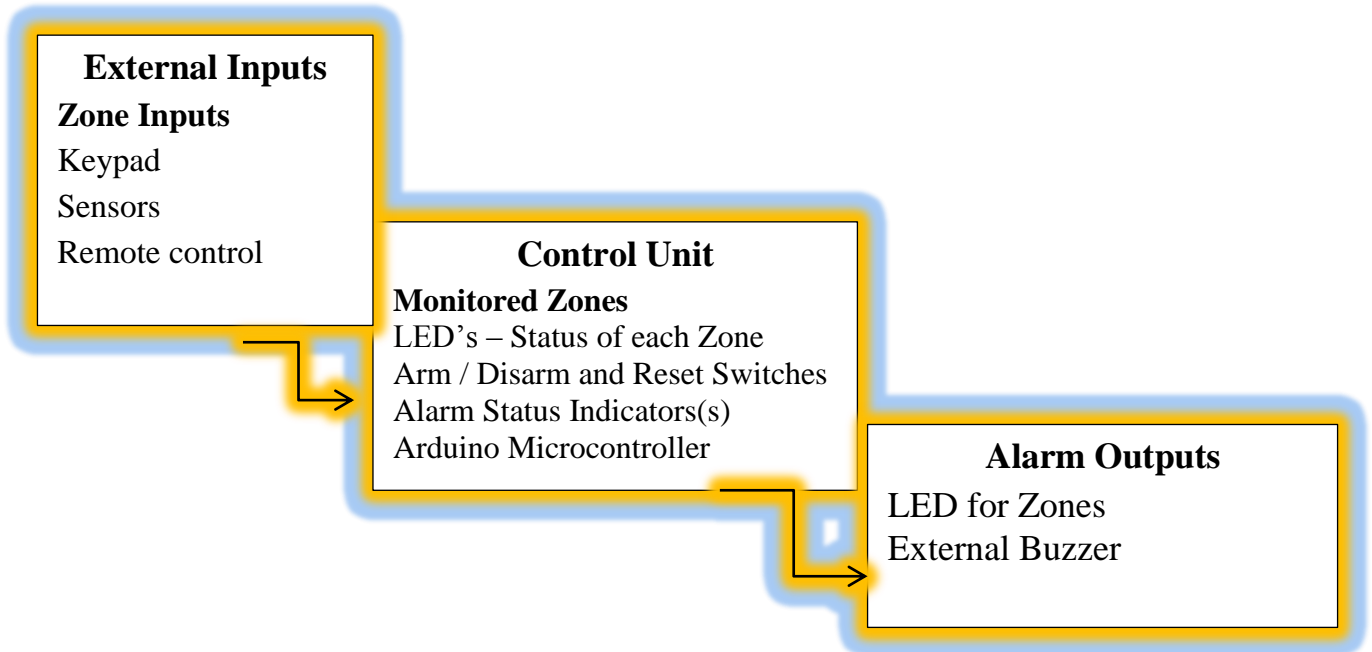 External Inputs
Zone Inputs
Keypad
Sensors
Remote control
Control Unit
Monitored Zones
LED’s – Status of each Zone
Arm / Disarm and Reset Switches
Alarm Status Indicators(s)
Arduino Microcontroller
Alarm Outputs
LED for Zones
External Buzzer